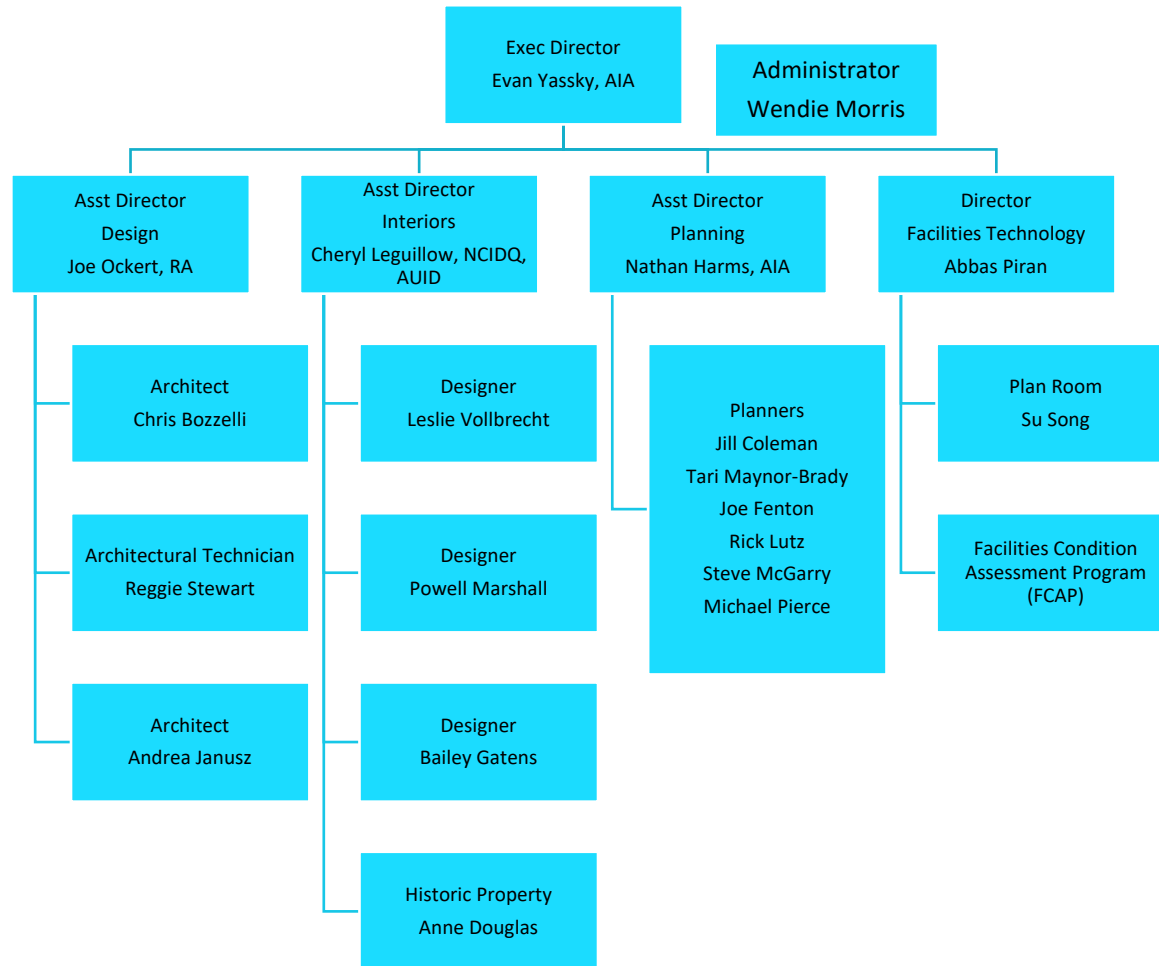 Exec Director
Evan Yassky, AIA
Administrator
Wendie Morris
Asst Director
Design
Joe Ockert, RA
Asst Director
Interiors
Cheryl Leguillow, NCIDQ,
AUID
Asst Director
Planning
Nathan Harms, AIA
Director
Facilities Technology
Abbas Piran
Architect
Chris Bozzelli
Designer
Leslie Vollbrecht
Planners
Jill Coleman
Tari Maynor-Brady
Joe Fenton
Rick Lutz
Steve McGarry
Michael Pierce
Plan Room
Su Song
Architectural Technician
Reggie Stewart
Designer
Powell Marshall
Facilities Condition
Assessment Program
(FCAP)
Architect
Andrea Janusz
Designer
Bailey Gatens
Historic Property
Anne Douglas